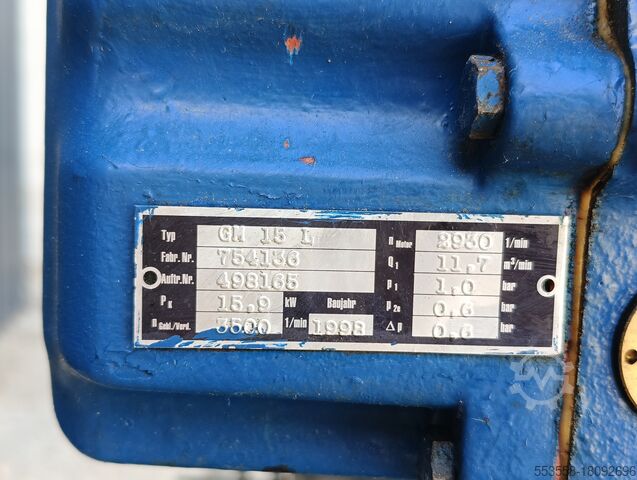 Typ GM 15 L n Motor 2930 1/min
Fabr. Nr. 754136 Q1 11,7 m³/min
Auftr. Nr. 498165 p1 1,0 bar
PK 15,9 kW Baujahr p2e 0,6 bar
n Gebl./Verd. 3800 1/min 1998 Δp 0,6 bar
553558-18092696